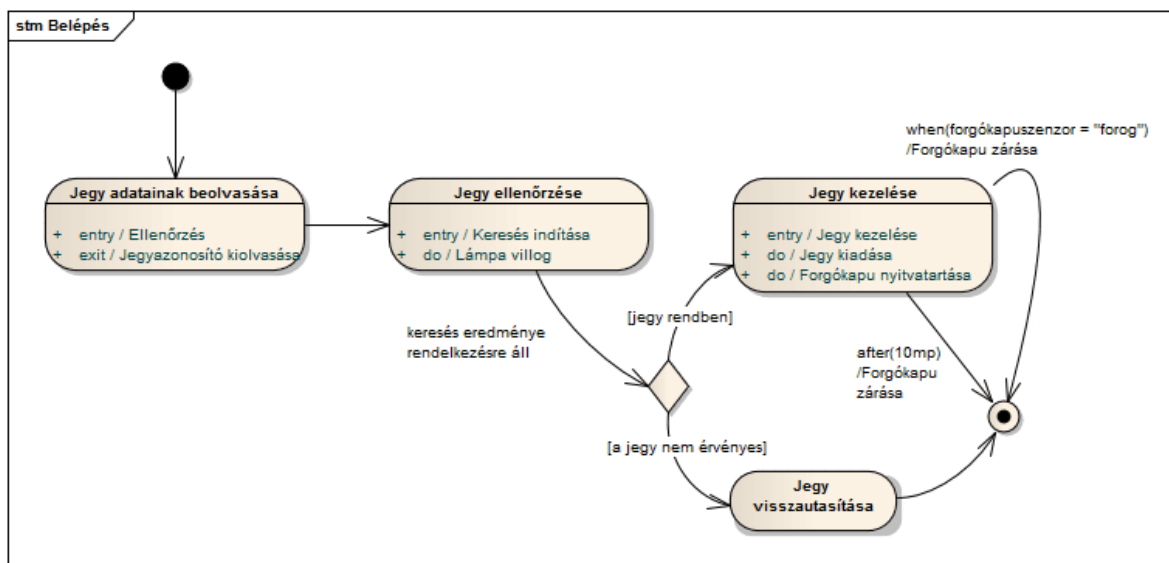 stm Belépés
Jegy adatainak beolvasása
+ entry / Ellenőrzés
+ exit / Jegyazonosító kiolvasása
Jegy ellenőrzése
+ entry / Keresés indítása
+ do / Lámpa villog
Jegy kezelése
+ entry / Jegy kezelése
+ do / Jegy kiadása
+ do / Forgókapu nyitvatartása
when(forgókapuszenzor = "forog")
/Forgókapu zárása
keresés eredménye
rendelkezésre áll
[jegy rendben]
after(10mp)
/Forgókapu
zárása
[a jegy nem érvényes]
Jegy
visszautasítása